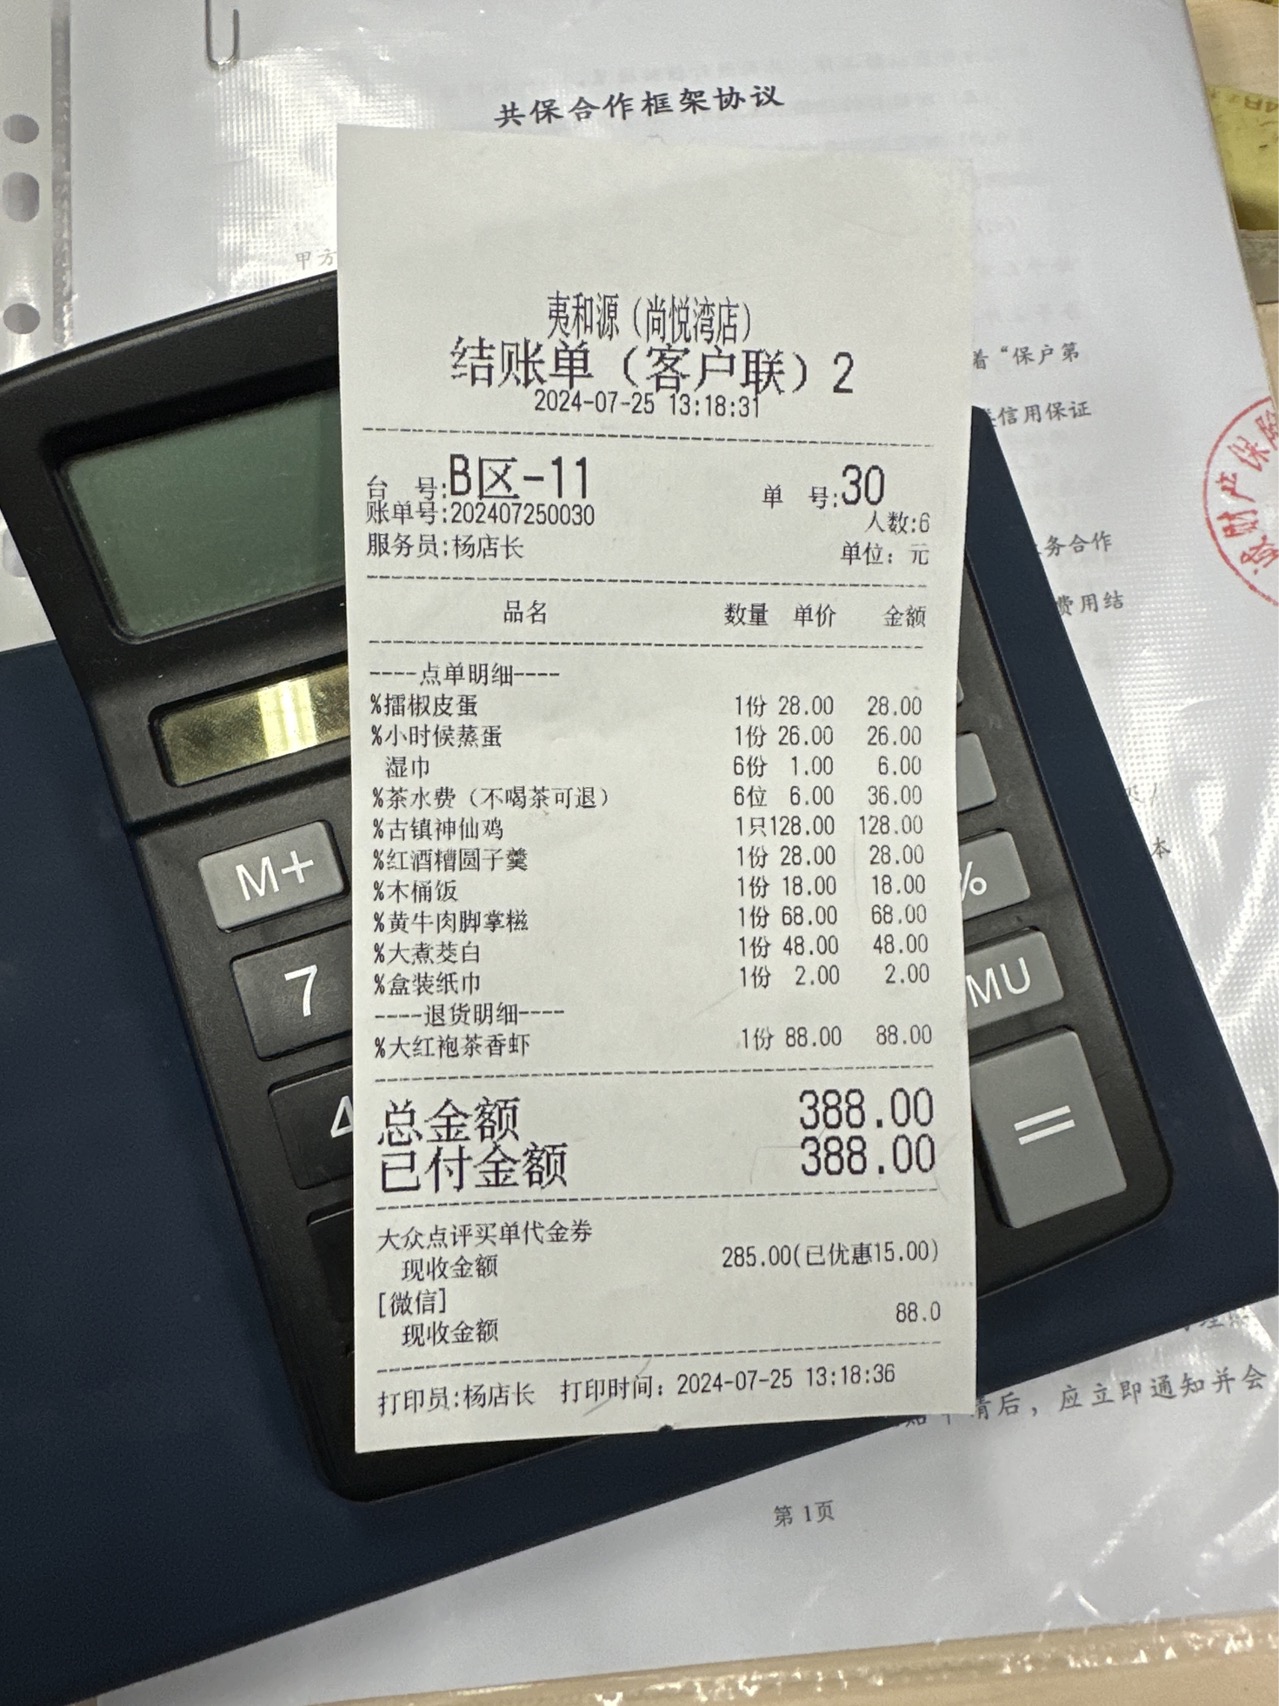 共保合作框架协议
甲方
夷和源（尚悦湾店）
结账单（客户联）2
2024-07-25 13:18:31
着“保户第
信用保证
财产保险
台 号:B区-11 单 号:30
账单号:202407250030 人数:6
服务员:杨店长 单位：元
务合作
费用结
品名 数量 单价 金额
----点单明细----
%擂椒皮蛋 1份 28.00 28.00
%小时候蒸蛋 1份 26.00 26.00
湿巾 6份 1.00 6.00
%茶水费（不喝茶可退） 6位 6.00 36.00
%古镇神仙鸡 1只128.00 128.00
%红酒糟圆子羹 1份 28.00 28.00
%木桶饭 1份 18.00 18.00
%黄牛肉脚掌糍 1份 68.00 68.00
%大煮茭白 1份 48.00 48.00
%盒装纸巾 1份 2.00 2.00
----退货明细----
%大红袍茶香虾 1份 88.00 88.00
本
M+
%
7
MU
4
=
总金额 388.00
已付金额 388.00
大众点评买单代金券
现收金额 285.00(已优惠15.00)
[微信]
现收金额 88.0
打印员:杨店长 打印时间：2024-07-25 13:18:36
请后，应立即通知并会
第 1页